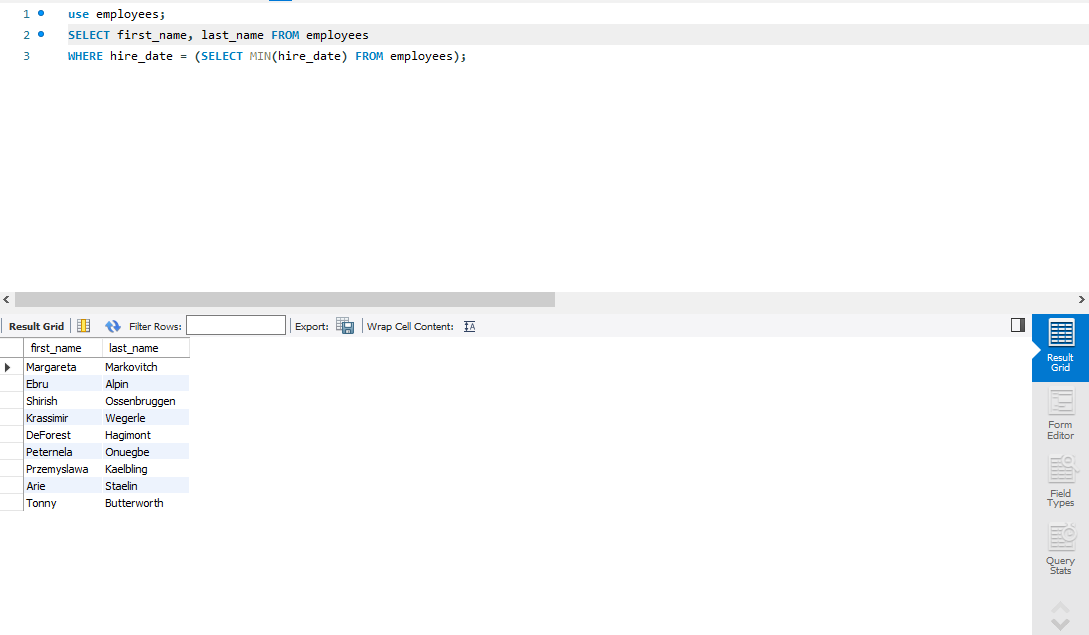 1 use employees;
2 SELECT first_name, last_name FROM employees
3 WHERE hire_date = (SELECT MIN(hire_date) FROM employees);
Result Grid Filter Rows: Export: Wrap Cell Content:
first_name last_name
Margareta Markovitch
Ebru Alpin
Shirish Ossenbruggen
Krassimir Wegerle
DeForest Hagimont
Peternela Onuegbe
Przemyslawa Kaelbling
Arie Staelin
Tonny Butterworth
Result
Grid
Form
Editor
Field
Types
Query
Stats